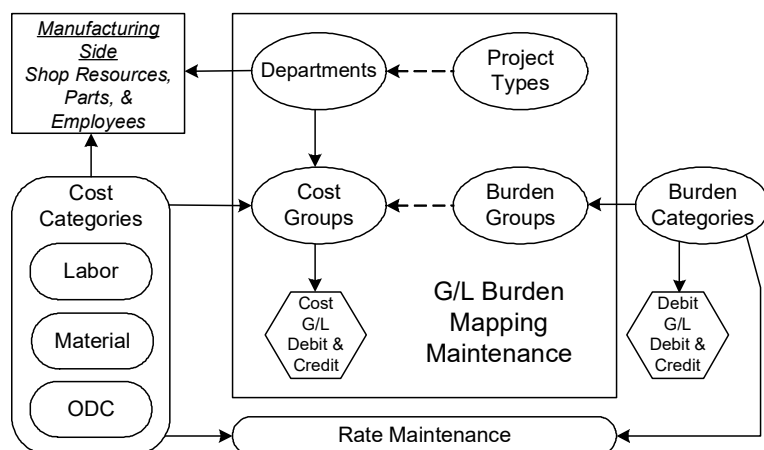 Manufacturing
Side
Shop Resources,
Parts, &
Employees
Departments
Project
Types
Cost
Categories
Labor
Material
ODC
Cost
Groups
Burden
Groups
Burden
Categories
Cost
G/L
Debit &
Credit
G/L Burden
Mapping
Maintenance
Debit
G/L
Debit &
Credit
Rate Maintenance